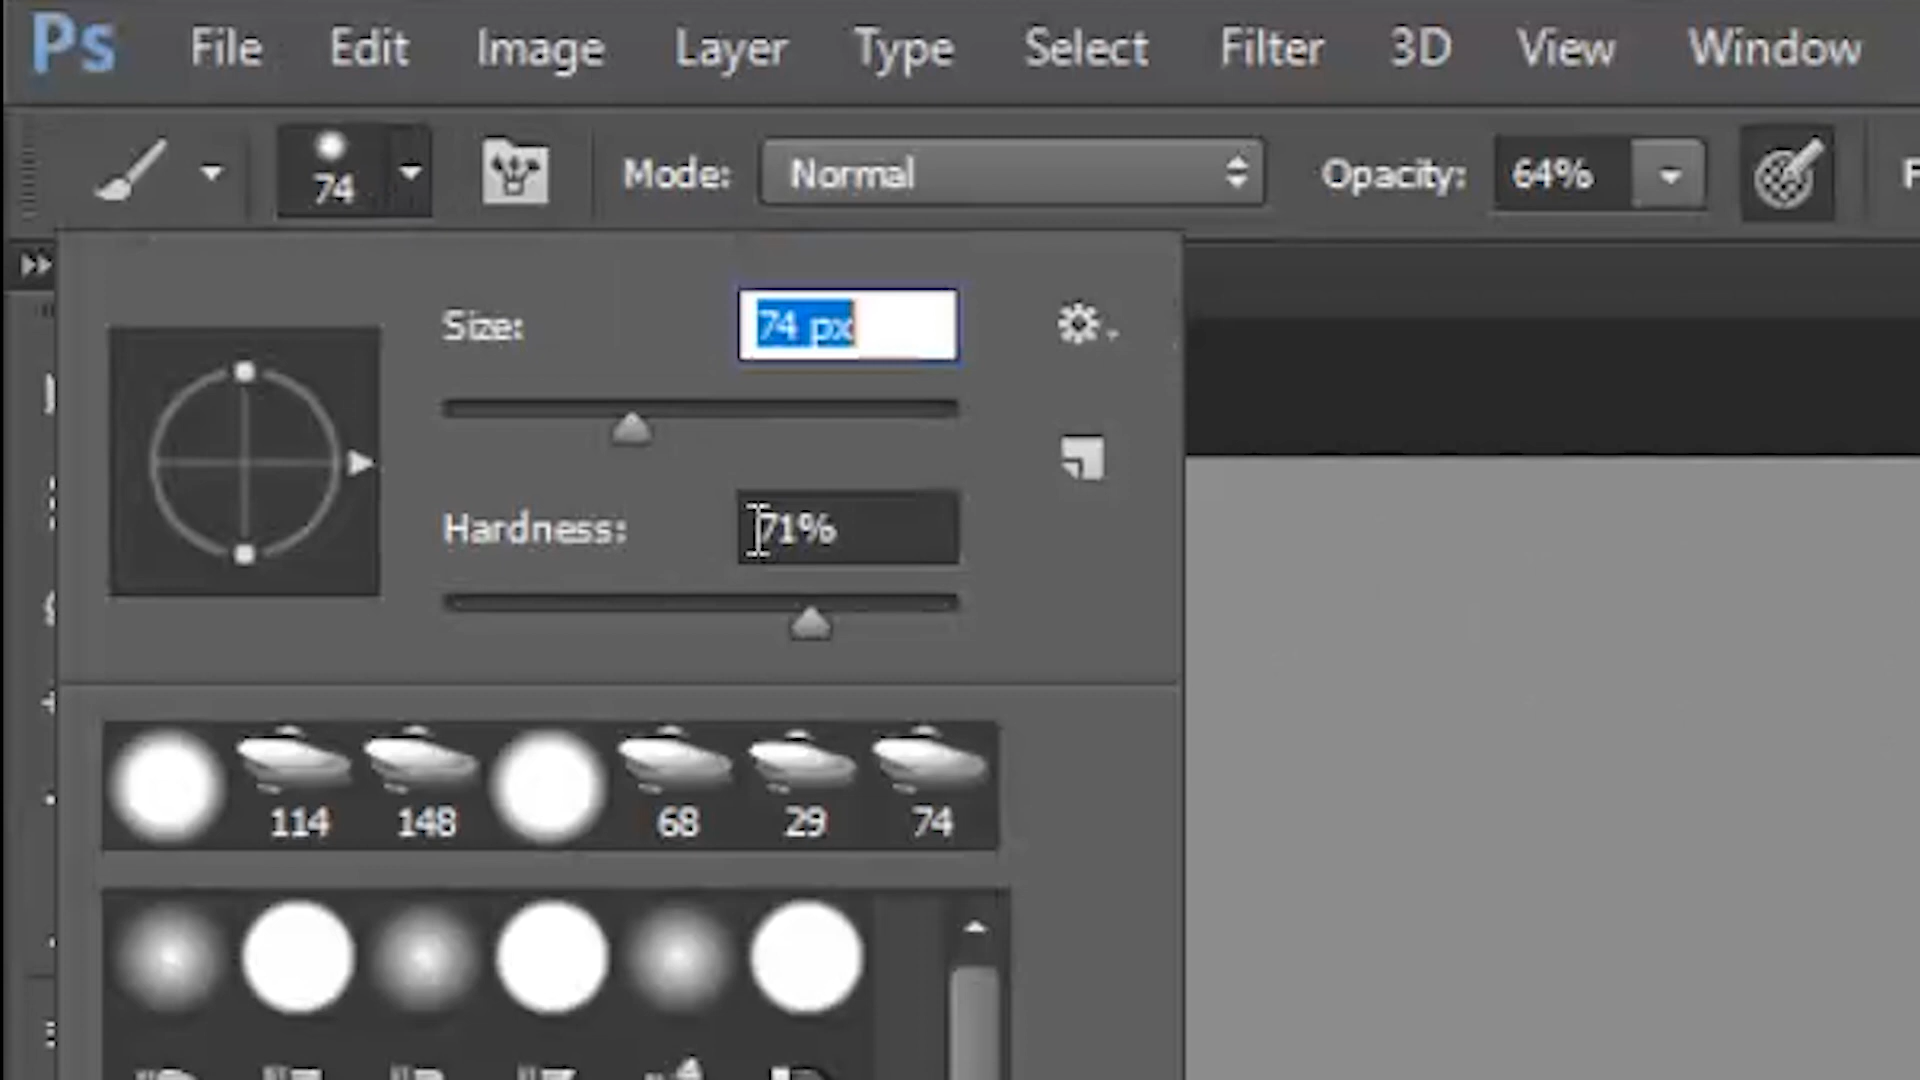 Ps File Edit Image Layer Type Select Filter 3D View Window
74 Mode: Normal Opacity: 64%
Size: 74 px
Hardness: 71%
114 148 68 29 74